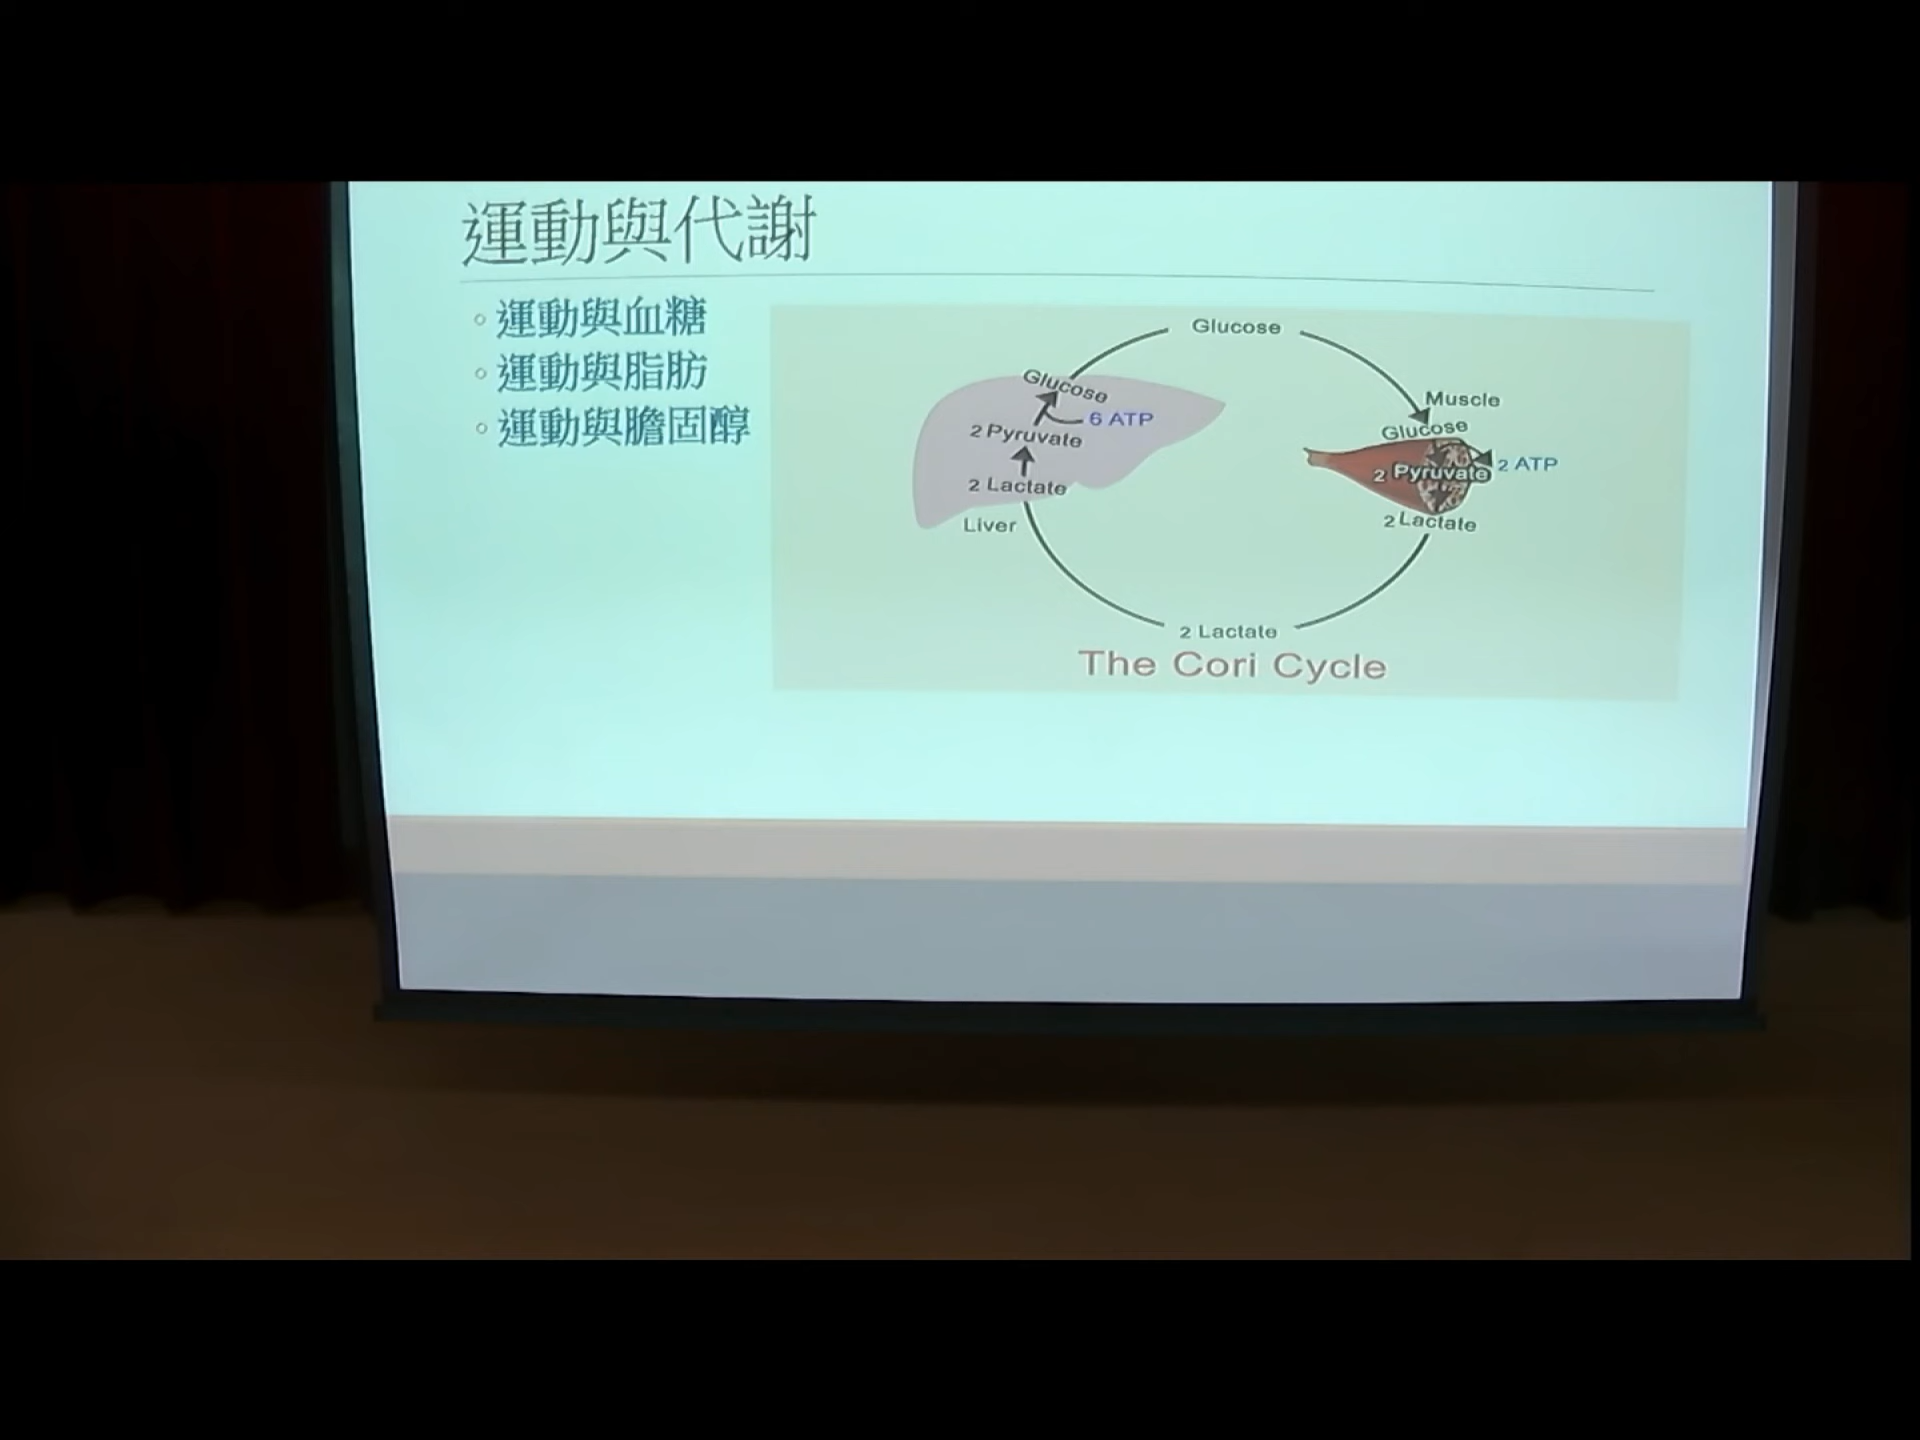 運動與代謝
◦ 運動與血糖
◦ 運動與脂肪
◦ 運動與膽固醇
Glucose
Glucose
6 ATP
2 Pyruvate
2 Lactate
Liver
Muscle
Glucose
2 Pyruvate
2 ATP
2 Lactate
2 Lactate
The Cori Cycle